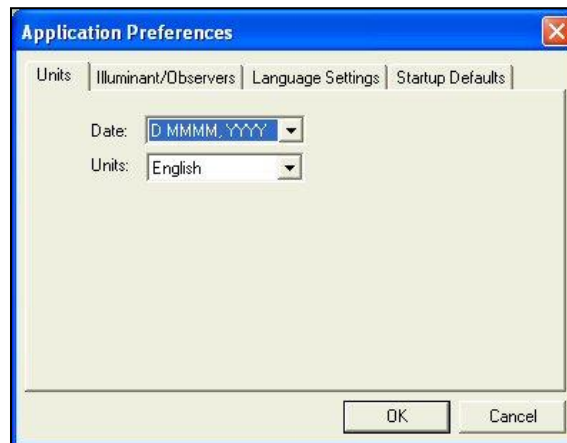 Application Preferences
Units Illuminant/Observers Language Settings Startup Defaults
Date: D MMMM, YYYY
Units: English
OK Cancel